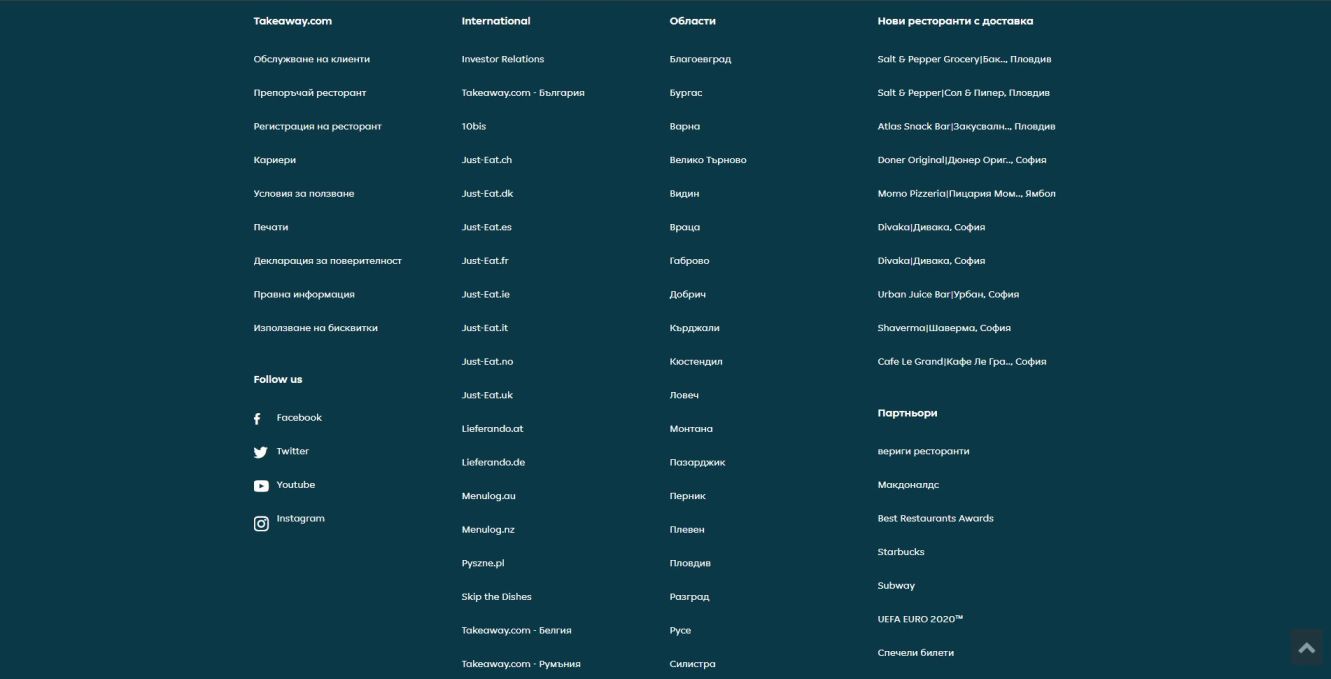 Takeaway.com
Обслужване на клиенти
Препоръчай ресторант
Регистрация на ресторант
Кариери
Условия за ползване
Печати
Декларация за поверителност
Правна информация
Използване на бисквитки
Follow us
Facebook
Twitter
Youtube
Instagram
International
Investor Relations
Takeaway.com - България
10bis
Just-Eat.ch
Just-Eat.dk
Just-Eat.es
Just-Eat.fr
Just-Eat.ie
Just-Eat.it
Just-Eat.no
Just-Eat.uk
Lieferando.at
Lieferando.de
Menulog.au
Menulog.nz
Pyszne.pl
Skip the Dishes
Takeaway.com - Белгия
Takeaway.com - Румъния
Области
Благоевград
Бургас
Варна
Велико Търново
Видин
Враца
Габрово
Добрич
Кърджали
Кюстендил
Ловеч
Монтана
Пазарджик
Перник
Плевен
Пловдив
Разград
Русе
Силистра
Нови ресторанти с доставка
Salt & Pepper Grocery|Бак.., Пловдив
Salt & Pepper|Сол & Пипер, Пловдив
Atlas Snack Bar|Закусвалн.., Пловдив
Doner Original|Дюнер Ориг.., София
Momo Pizzeria|Пицария Мом.., Ямбол
Divaka|Дивака, София
Divaka|Дивака, София
Urban Juice Bar|Урбан, София
Shaverma|Шаверма, София
Cafe Le Grand|Кафе Ле Гра.., София
Партньори
вериги ресторанти
Макдоналдс
Best Restaurants Awards
Starbucks
Subway
UEFA EURO 2020™
Спечели билети